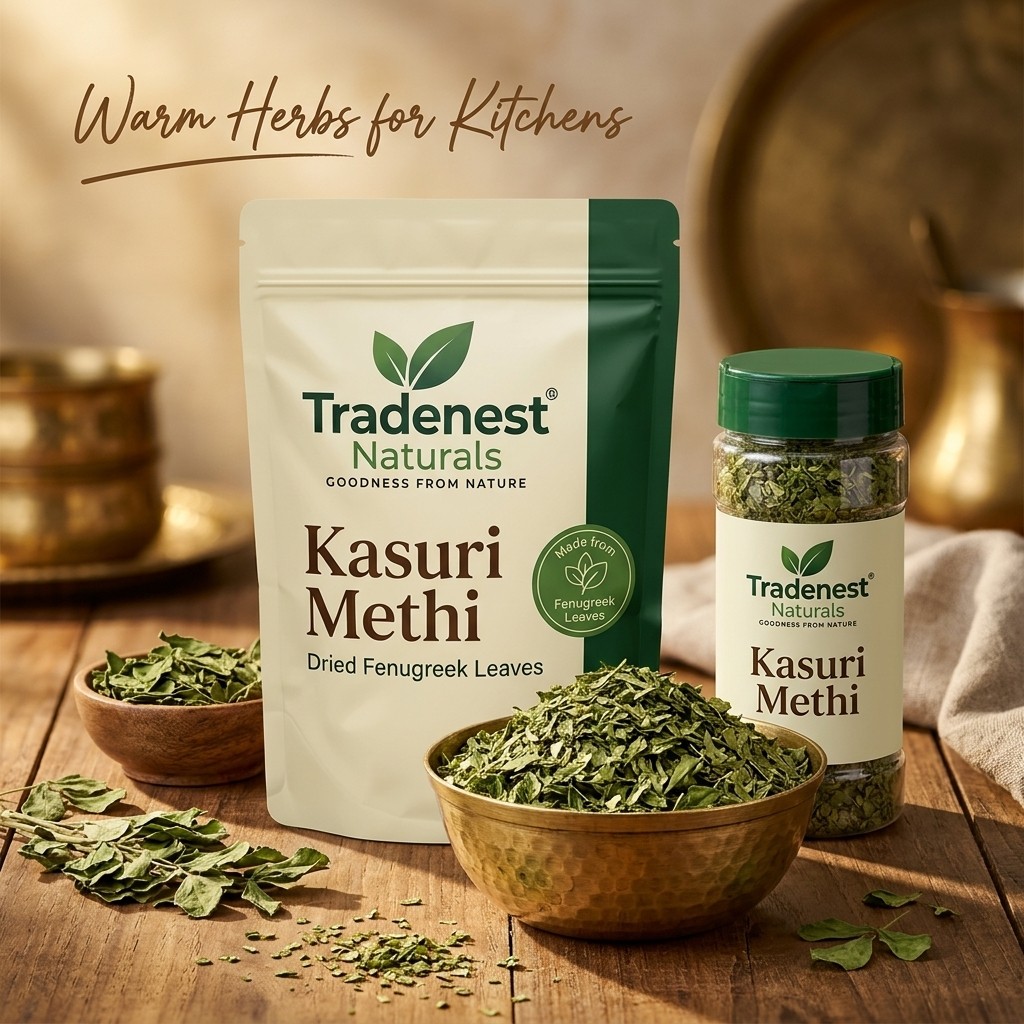 Warm Herbs for Kitchens
Tradenest®
Naturals
GOODNESS FROM NATURE
Kasuri
Methi
Dried Fenugreek Leaves
Made from
Fenugreek
Leaves
Tradenest®
Naturals
GOODNESS FROM NATURE
Kasuri
Methi